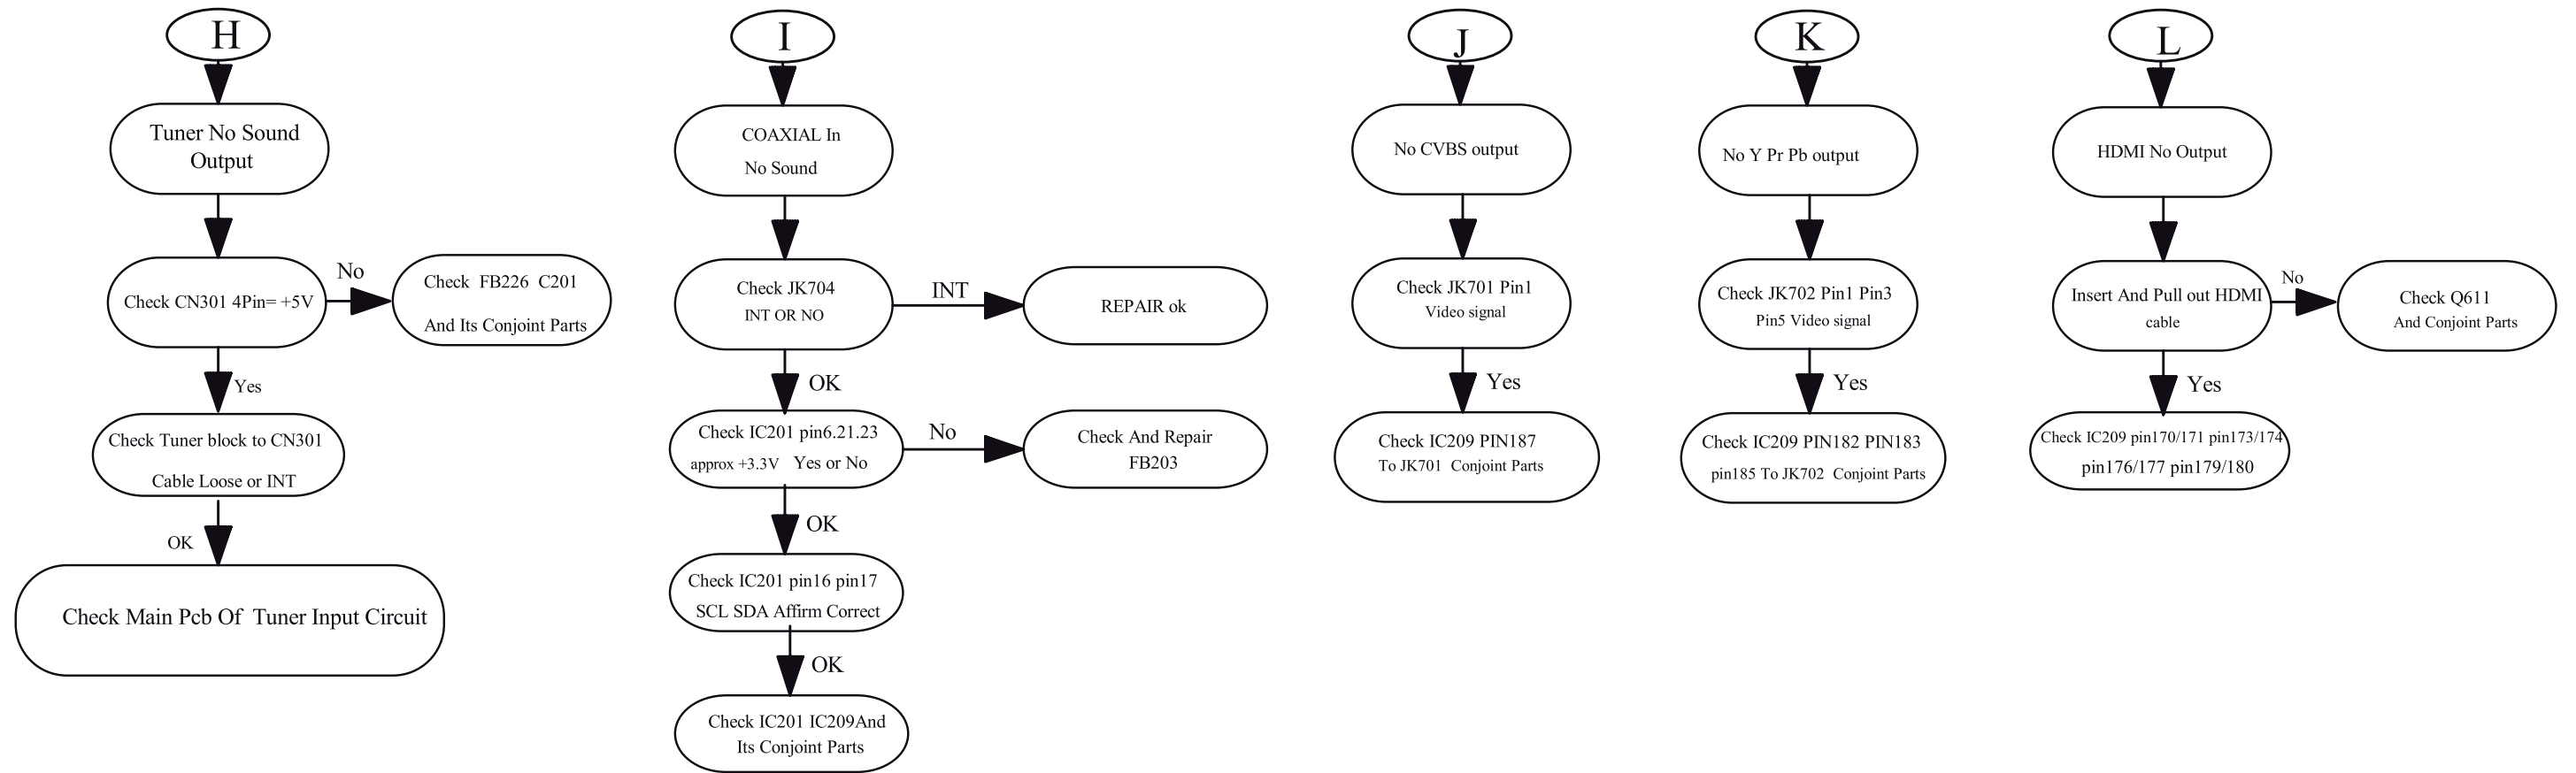 H
Tuner No Sound
Output
Check CN301 4Pin= +5V
No
Check FB226 C201
And Its Conjoint Parts
Yes
Check Tuner block to CN301
Cable Loose or INT
OK
Check Main Pcb Of Tuner Input Circuit
I
COAXIAL In
No Sound
Check JK704
INT OR NO
INT
REPAIR ok
OK
Check IC201 pin6.21.23
approx +3.3V Yes or No
No
Check And Repair
FB203
OK
Check IC201 pin16 pin17
SCL SDA Affirm Correct
OK
Check IC201 IC209And
Its Conjoint Parts
J
No CVBS output
Check JK701 Pin1
Video signal
Yes
Check IC209 PIN187
To JK701 Conjoint Parts
K
No Y Pr Pb output
Check JK702 Pin1 Pin3
Pin5 Video signal
Yes
Check IC209 PIN182 PIN183
pin185 To JK702 Conjoint Parts
L
HDMI No Output
Insert And Pull out HDMI
cable
No
Check Q611
And Conjoint Parts
Yes
Check IC209 pin170/171 pin173/174
pin176/177 pin179/180